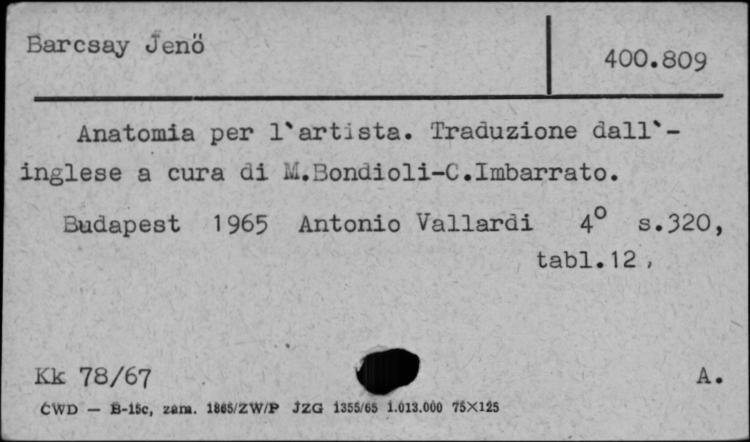 Barcsay Jenö
400.809
Anatomia per l`artista. Traduzione dall`-
inglese a cura di M.Bondioli-C.Imbarrato.
Budapest 1965 Antonio Vallardi 4° s.320,
tabl.12,
Kk 78/67
A.
CWD — B-15c, zam. 1865/ZW/P JZG 1355/65 1.013.000 75×125